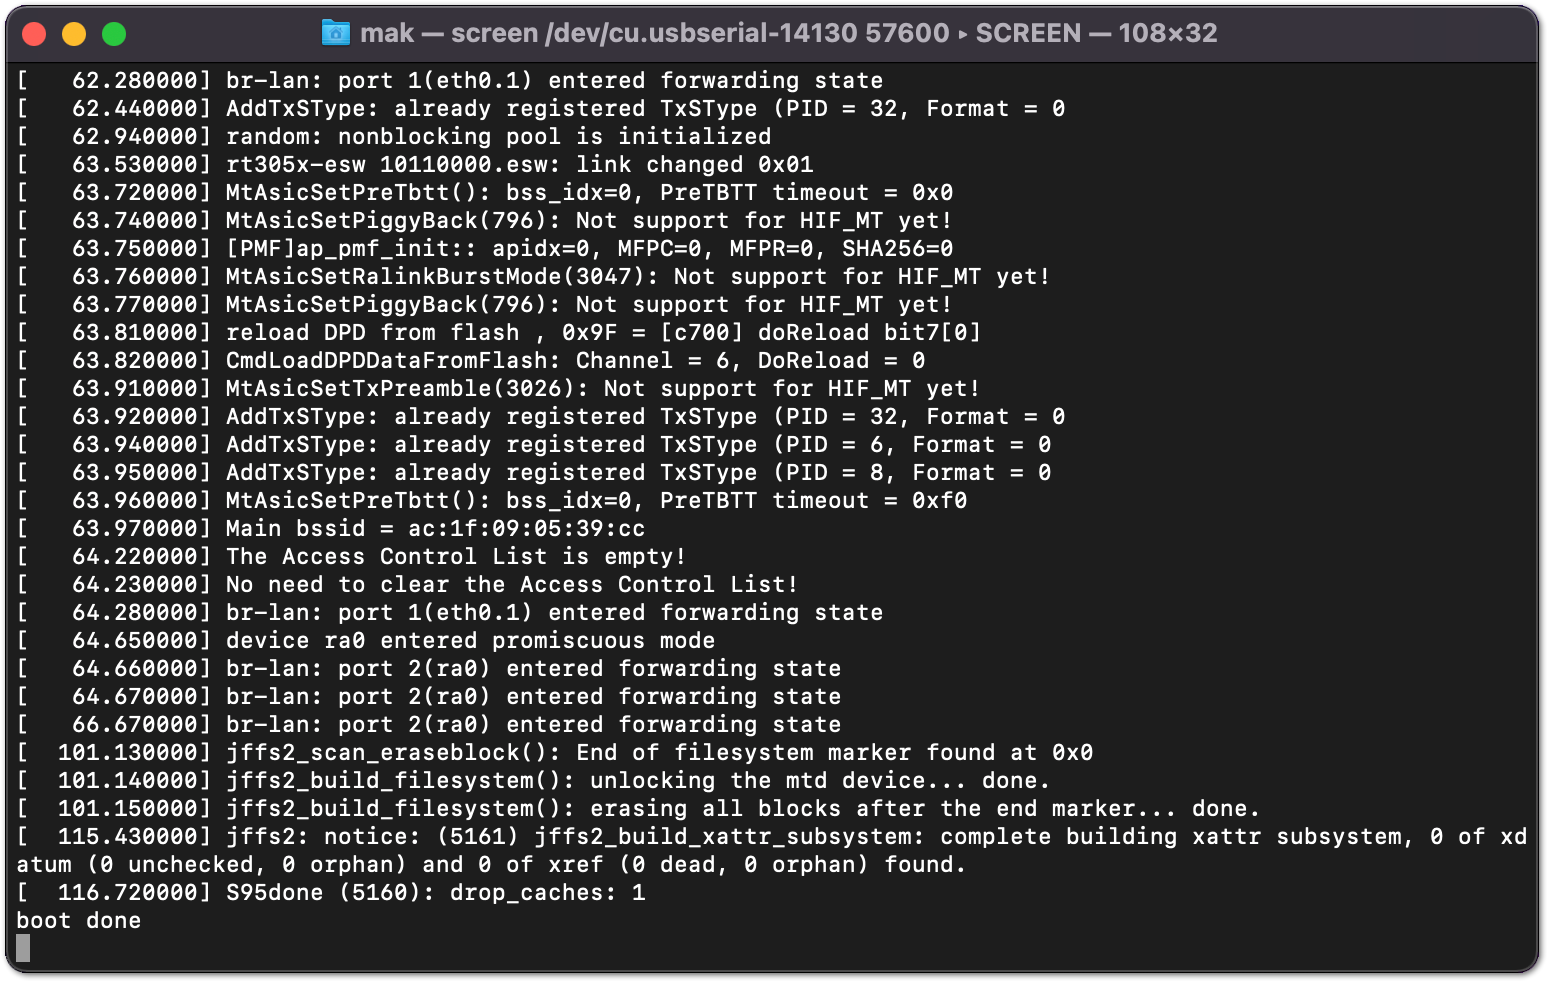 mak — screen /dev/cu.usbserial-14130 57600 ▸ SCREEN — 108×32
[   62.280000] br-lan: port 1(eth0.1) entered forwarding state
[   62.440000] AddTxSType: already registered TxSType (PID = 32, Format = 0
[   62.940000] random: nonblocking pool is initialized
[   63.530000] rt305x-esw 10110000.esw: link changed 0x01
[   63.720000] MtAsicSetPreTbtt(): bss_idx=0, PreTBTT timeout = 0x0
[   63.740000] MtAsicSetPiggyBack(796): Not support for HIF_MT yet!
[   63.750000] [PMF]ap_pmf_init:: apidx=0, MFPC=0, MFPR=0, SHA256=0
[   63.760000] MtAsicSetRalinkBurstMode(3047): Not support for HIF_MT yet!
[   63.770000] MtAsicSetPiggyBack(796): Not support for HIF_MT yet!
[   63.810000] reload DPD from flash , 0x9F = [c700] doReload bit7[0]
[   63.820000] CmdLoadDPDDataFromFlash: Channel = 6, DoReload = 0
[   63.910000] MtAsicSetTxPreamble(3026): Not support for HIF_MT yet!
[   63.920000] AddTxSType: already registered TxSType (PID = 32, Format = 0
[   63.940000] AddTxSType: already registered TxSType (PID = 6, Format = 0
[   63.950000] AddTxSType: already registered TxSType (PID = 8, Format = 0
[   63.960000] MtAsicSetPreTbtt(): bss_idx=0, PreTBTT timeout = 0xf0
[   63.970000] Main bssid = ac:1f:09:05:39:cc
[   64.220000] The Access Control List is empty!
[   64.230000] No need to clear the Access Control List!
[   64.280000] br-lan: port 1(eth0.1) entered forwarding state
[   64.650000] device ra0 entered promiscuous mode
[   64.660000] br-lan: port 2(ra0) entered forwarding state
[   64.670000] br-lan: port 2(ra0) entered forwarding state
[   66.670000] br-lan: port 2(ra0) entered forwarding state
[  101.130000] jffs2_scan_eraseblock(): End of filesystem marker found at 0x0
[  101.140000] jffs2_build_filesystem(): unlocking the mtd device... done.
[  101.150000] jffs2_build_filesystem(): erasing all blocks after the end marker... done.
[  115.430000] jffs2: notice: (5161) jffs2_build_xattr_subsystem: complete building xattr subsystem, 0 of xd
atum (0 unchecked, 0 orphan) and 0 of xref (0 dead, 0 orphan) found.
[  116.720000] S95done (5160): drop_caches: 1
boot done